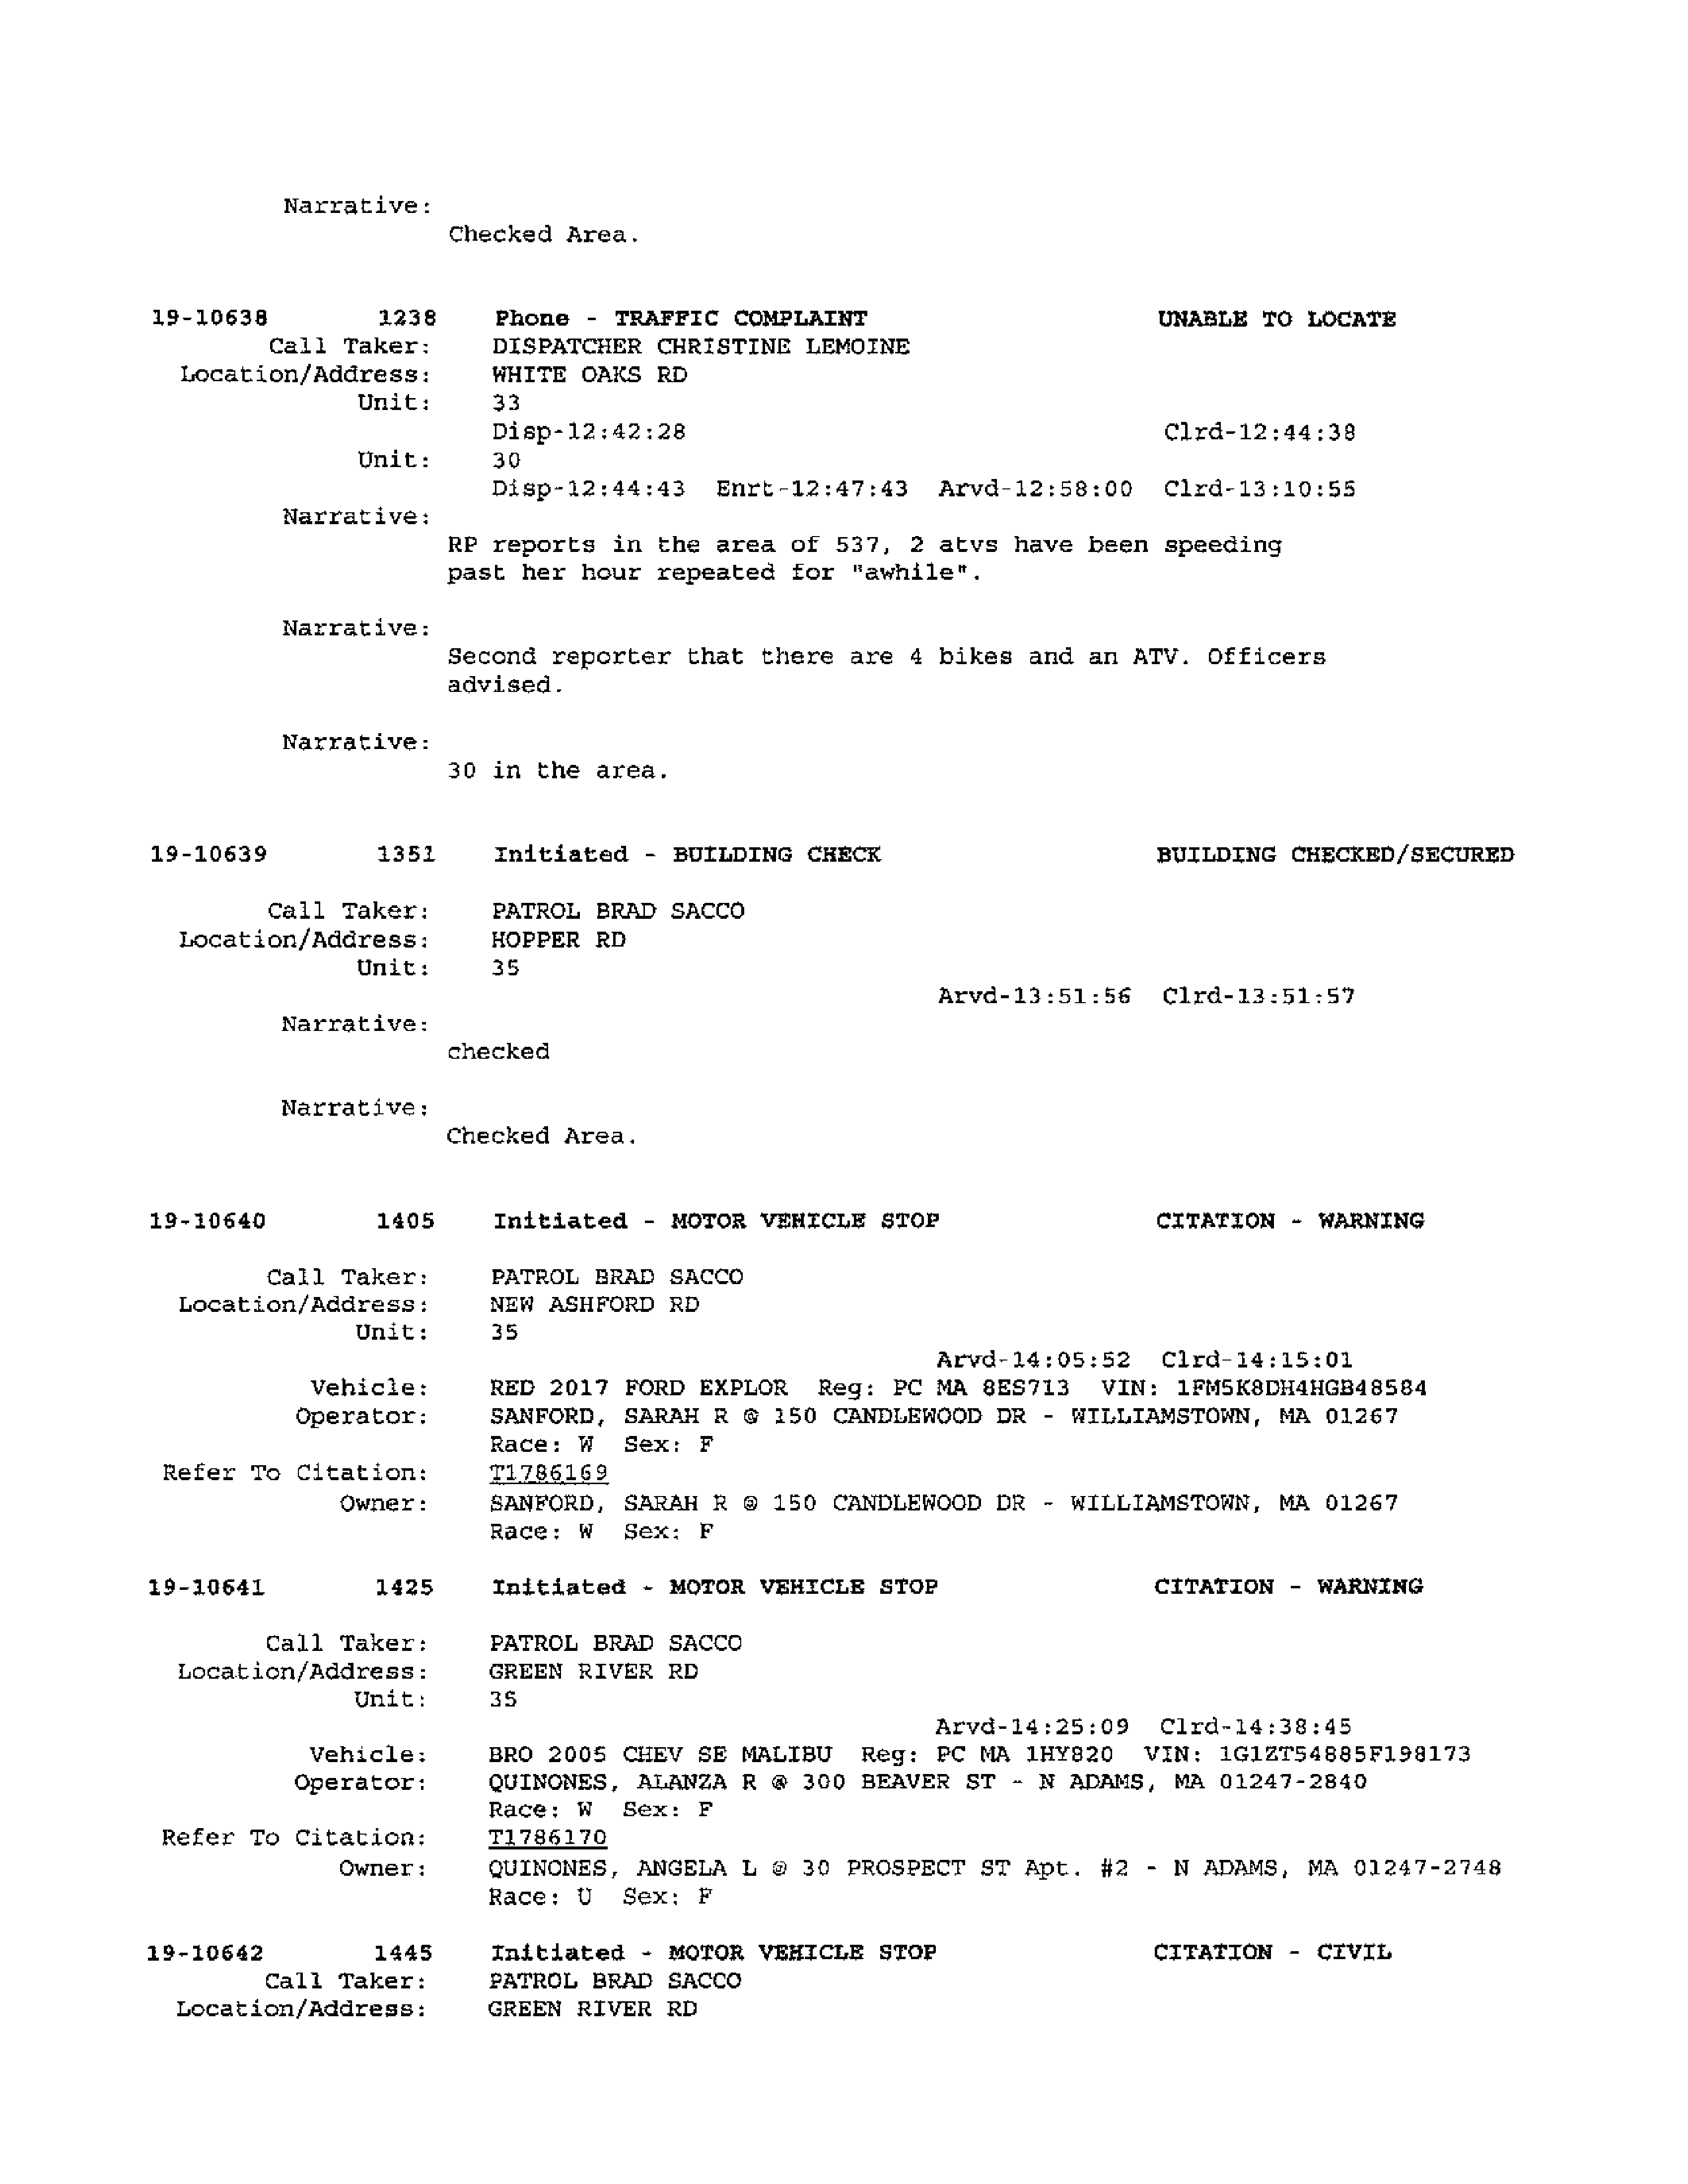 Narrative:
Checked Area.
19-10638 1238 Phone - TRAFFIC COMPLAINT UNABLE TO LOCATE
Call Taker: DISPATCHER CHRISTINE LEMOINE
Location/Address: WHITE OAKS RD
Unit: 33
Disp-12:42:28 Clrd-12:44:38
Unit: 30
Disp-12:44:43 Enrt-12:47:43 Arvd-12:58:00 Clrd-13:10:55
Narrative:
RP reports in the area of 537, 2 atvs have been speeding
past her hour repeated for "awhile".
Narrative:
Second reporter that there are 4 bikes and an ATV. Officers
advised.
Narrative:
30 in the area.
19-10639 1351 Initiated - BUILDING CHECK BUILDING CHECKED/SECURED
Call Taker: PATROL BRAD SACCO
Location/Address: HOPPER RD
Unit: 35
Arvd-13:51:56 Clrd-13:51:57
Narrative:
checked
Narrative:
Checked Area.
19-10640 1405 Initiated - MOTOR VEHICLE STOP CITATION - WARNING
Call Taker: PATROL BRAD SACCO
Location/Address: NEW ASHFORD RD
Unit: 35
Arvd-14:05:52 Clrd-14:15:01
Vehicle: RED 2017 FORD EXPLOR Reg: PC MA 8ES713 VIN: 1FM5K8DH4HGB48584
Operator: SANFORD, SARAH R @ 150 CANDLEWOOD DR - WILLIAMSTOWN, MA 01267
Race: W Sex: F
Refer To Citation: T1786169
Owner: SANFORD, SARAH R @ 150 CANDLEWOOD DR - WILLIAMSTOWN, MA 01267
Race: W Sex: F
19-10641 1425 Initiated - MOTOR VEHICLE STOP CITATION - WARNING
Call Taker: PATROL BRAD SACCO
Location/Address: GREEN RIVER RD
Unit: 35
Arvd-14:25:09 Clrd-14:38:45
Vehicle: BRO 2005 CHEV SE MALIBU Reg: PC MA 1HY820 VIN: 1G1ZT54885F198173
Operator: QUINONES, ALANZA R @ 300 BEAVER ST - N ADAMS, MA 01247-2840
Race: W Sex: F
Refer To Citation: T1786170
Owner: QUINONES, ANGELA L @ 30 PROSPECT ST Apt. #2 - N ADAMS, MA 01247-2748
Race: U Sex: F
19-10642 1445 Initiated - MOTOR VEHICLE STOP CITATION - CIVIL
Call Taker: PATROL BRAD SACCO
Location/Address: GREEN RIVER RD